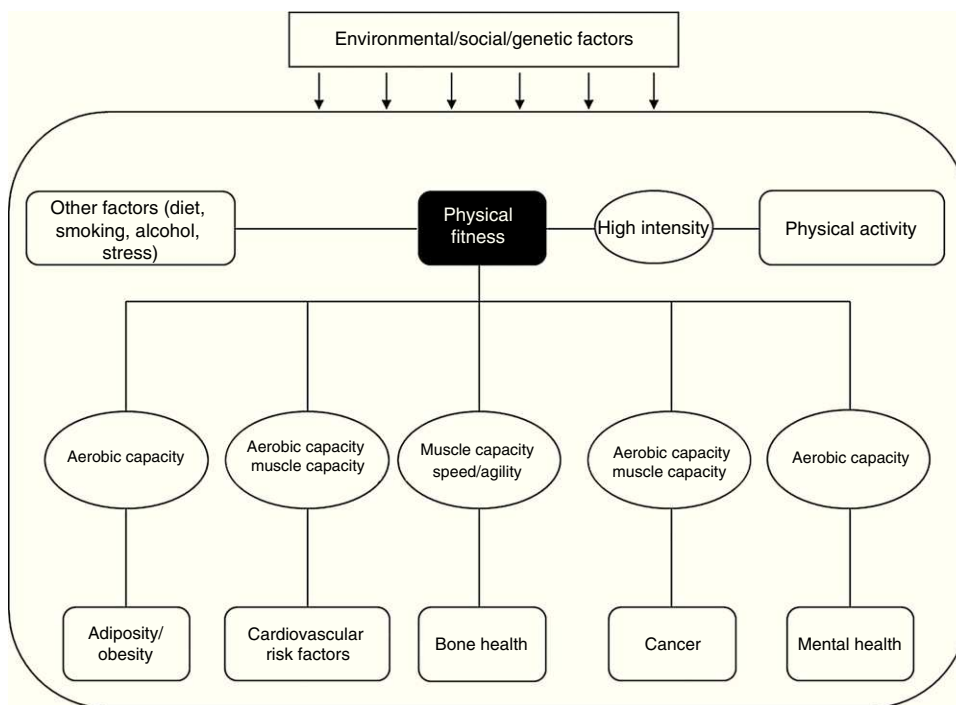 Environmental/social/genetic factors
Other factors (diet,
smoking, alcohol,
stress)
Physical
fitness
High intensity
Physical activity
Aerobic capacity
Aerobic capacity
muscle capacity
Muscle capacity
speed/agility
Aerobic capacity
muscle capacity
Aerobic capacity
Adiposity/
obesity
Cardiovascular
risk factors
Bone health
Cancer
Mental health